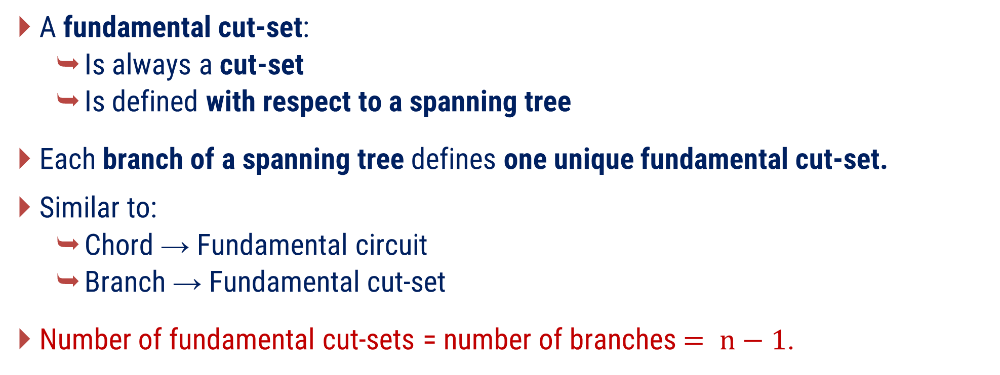 A fundamental cut-set:
Is always a cut-set
Is defined with respect to a spanning tree
Each branch of a spanning tree defines one unique fundamental cut-set.
Similar to:
Chord → Fundamental circuit
Branch → Fundamental cut-set
Number of fundamental cut-sets = number of branches = n − 1.